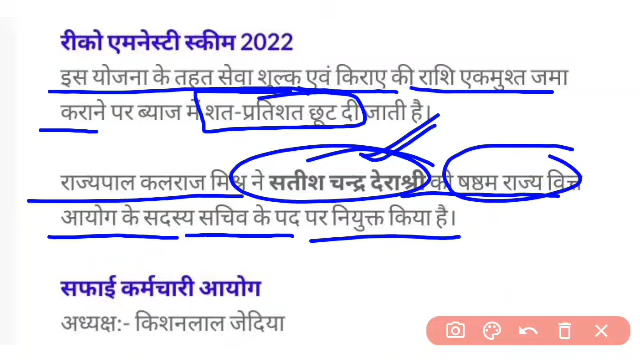 रीको एमनेस्टी स्कीम 2022
इस योजना के तहत सेवा शुल्क एवं किराए की राशि एकमुश्त जमा
कराने पर ब्याज में शत-प्रतिशत छूट दी जाती है।
राज्यपाल कलराज मिश्र ने सतीश चन्द्र देराश्री को षष्ठम राज्य वित्त
आयोग के सदस्य सचिव के पद पर नियुक्त किया है।
सफाई कर्मचारी आयोग
अध्यक्ष:- किशनलाल जेदिया